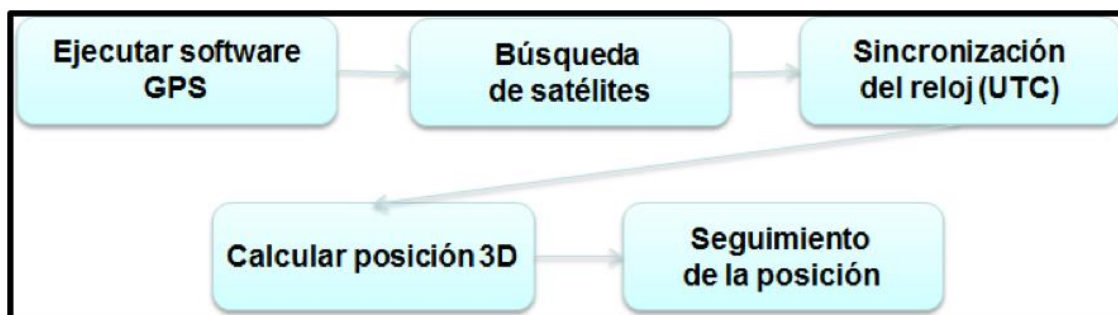 Ejecutar software
GPS
Búsqueda
de satélites
Sincronización
del reloj (UTC)
Calcular posición 3D
Seguimiento
de la posición